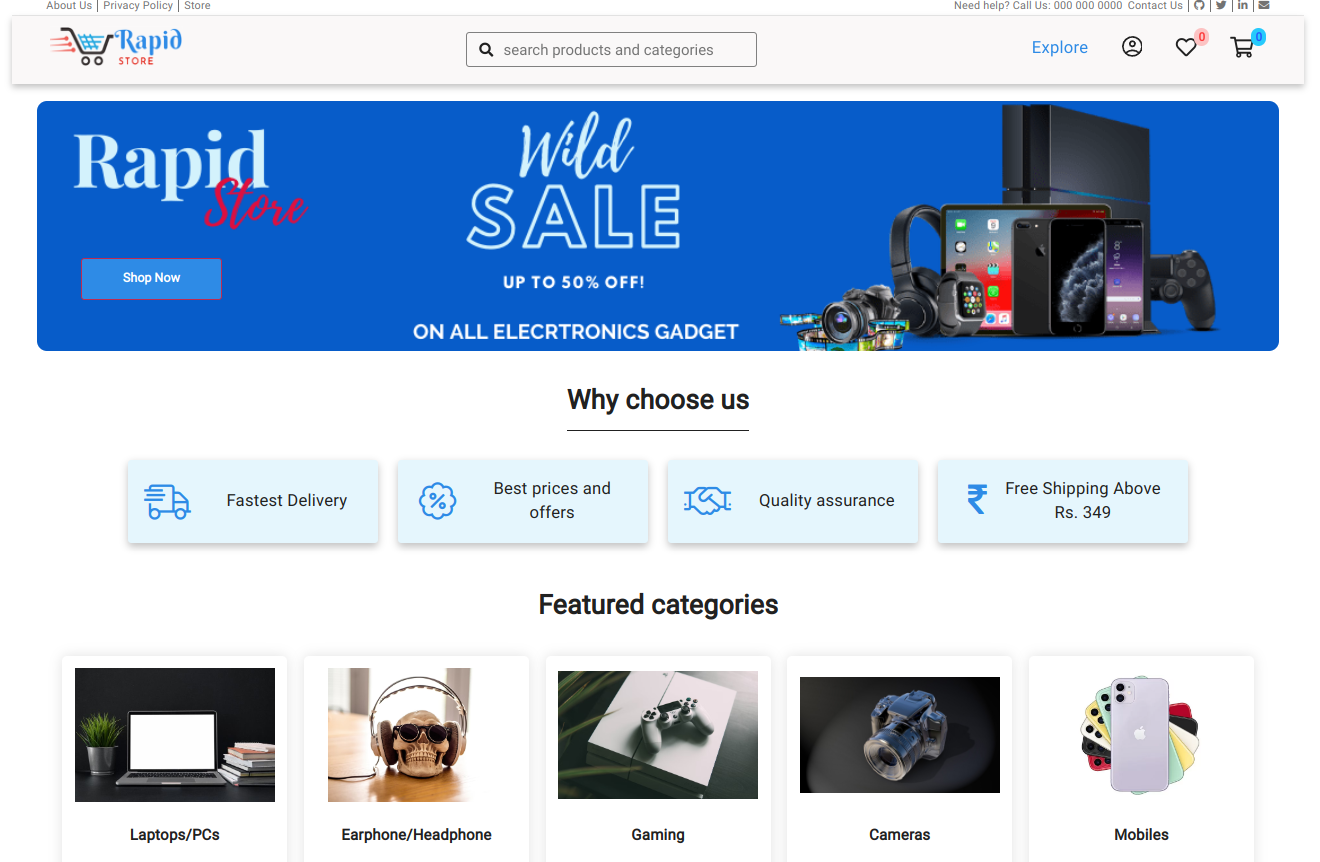 About Us | Privacy Policy | Store
Need help? Call Us: 000 000 0000 Contact Us
Rapid
STORE
search products and categories
Explore
0
0
Rapid
Store
Shop Now
Wild
SALE
UP TO 50% OFF!
ON ALL ELECRTRONICS GADGET
Why choose us
Fastest Delivery
Best prices and
offers
Quality assurance
Free Shipping Above
Rs. 349
Featured categories
Laptops/PCs
Earphone/Headphone
Gaming
Cameras
Mobiles